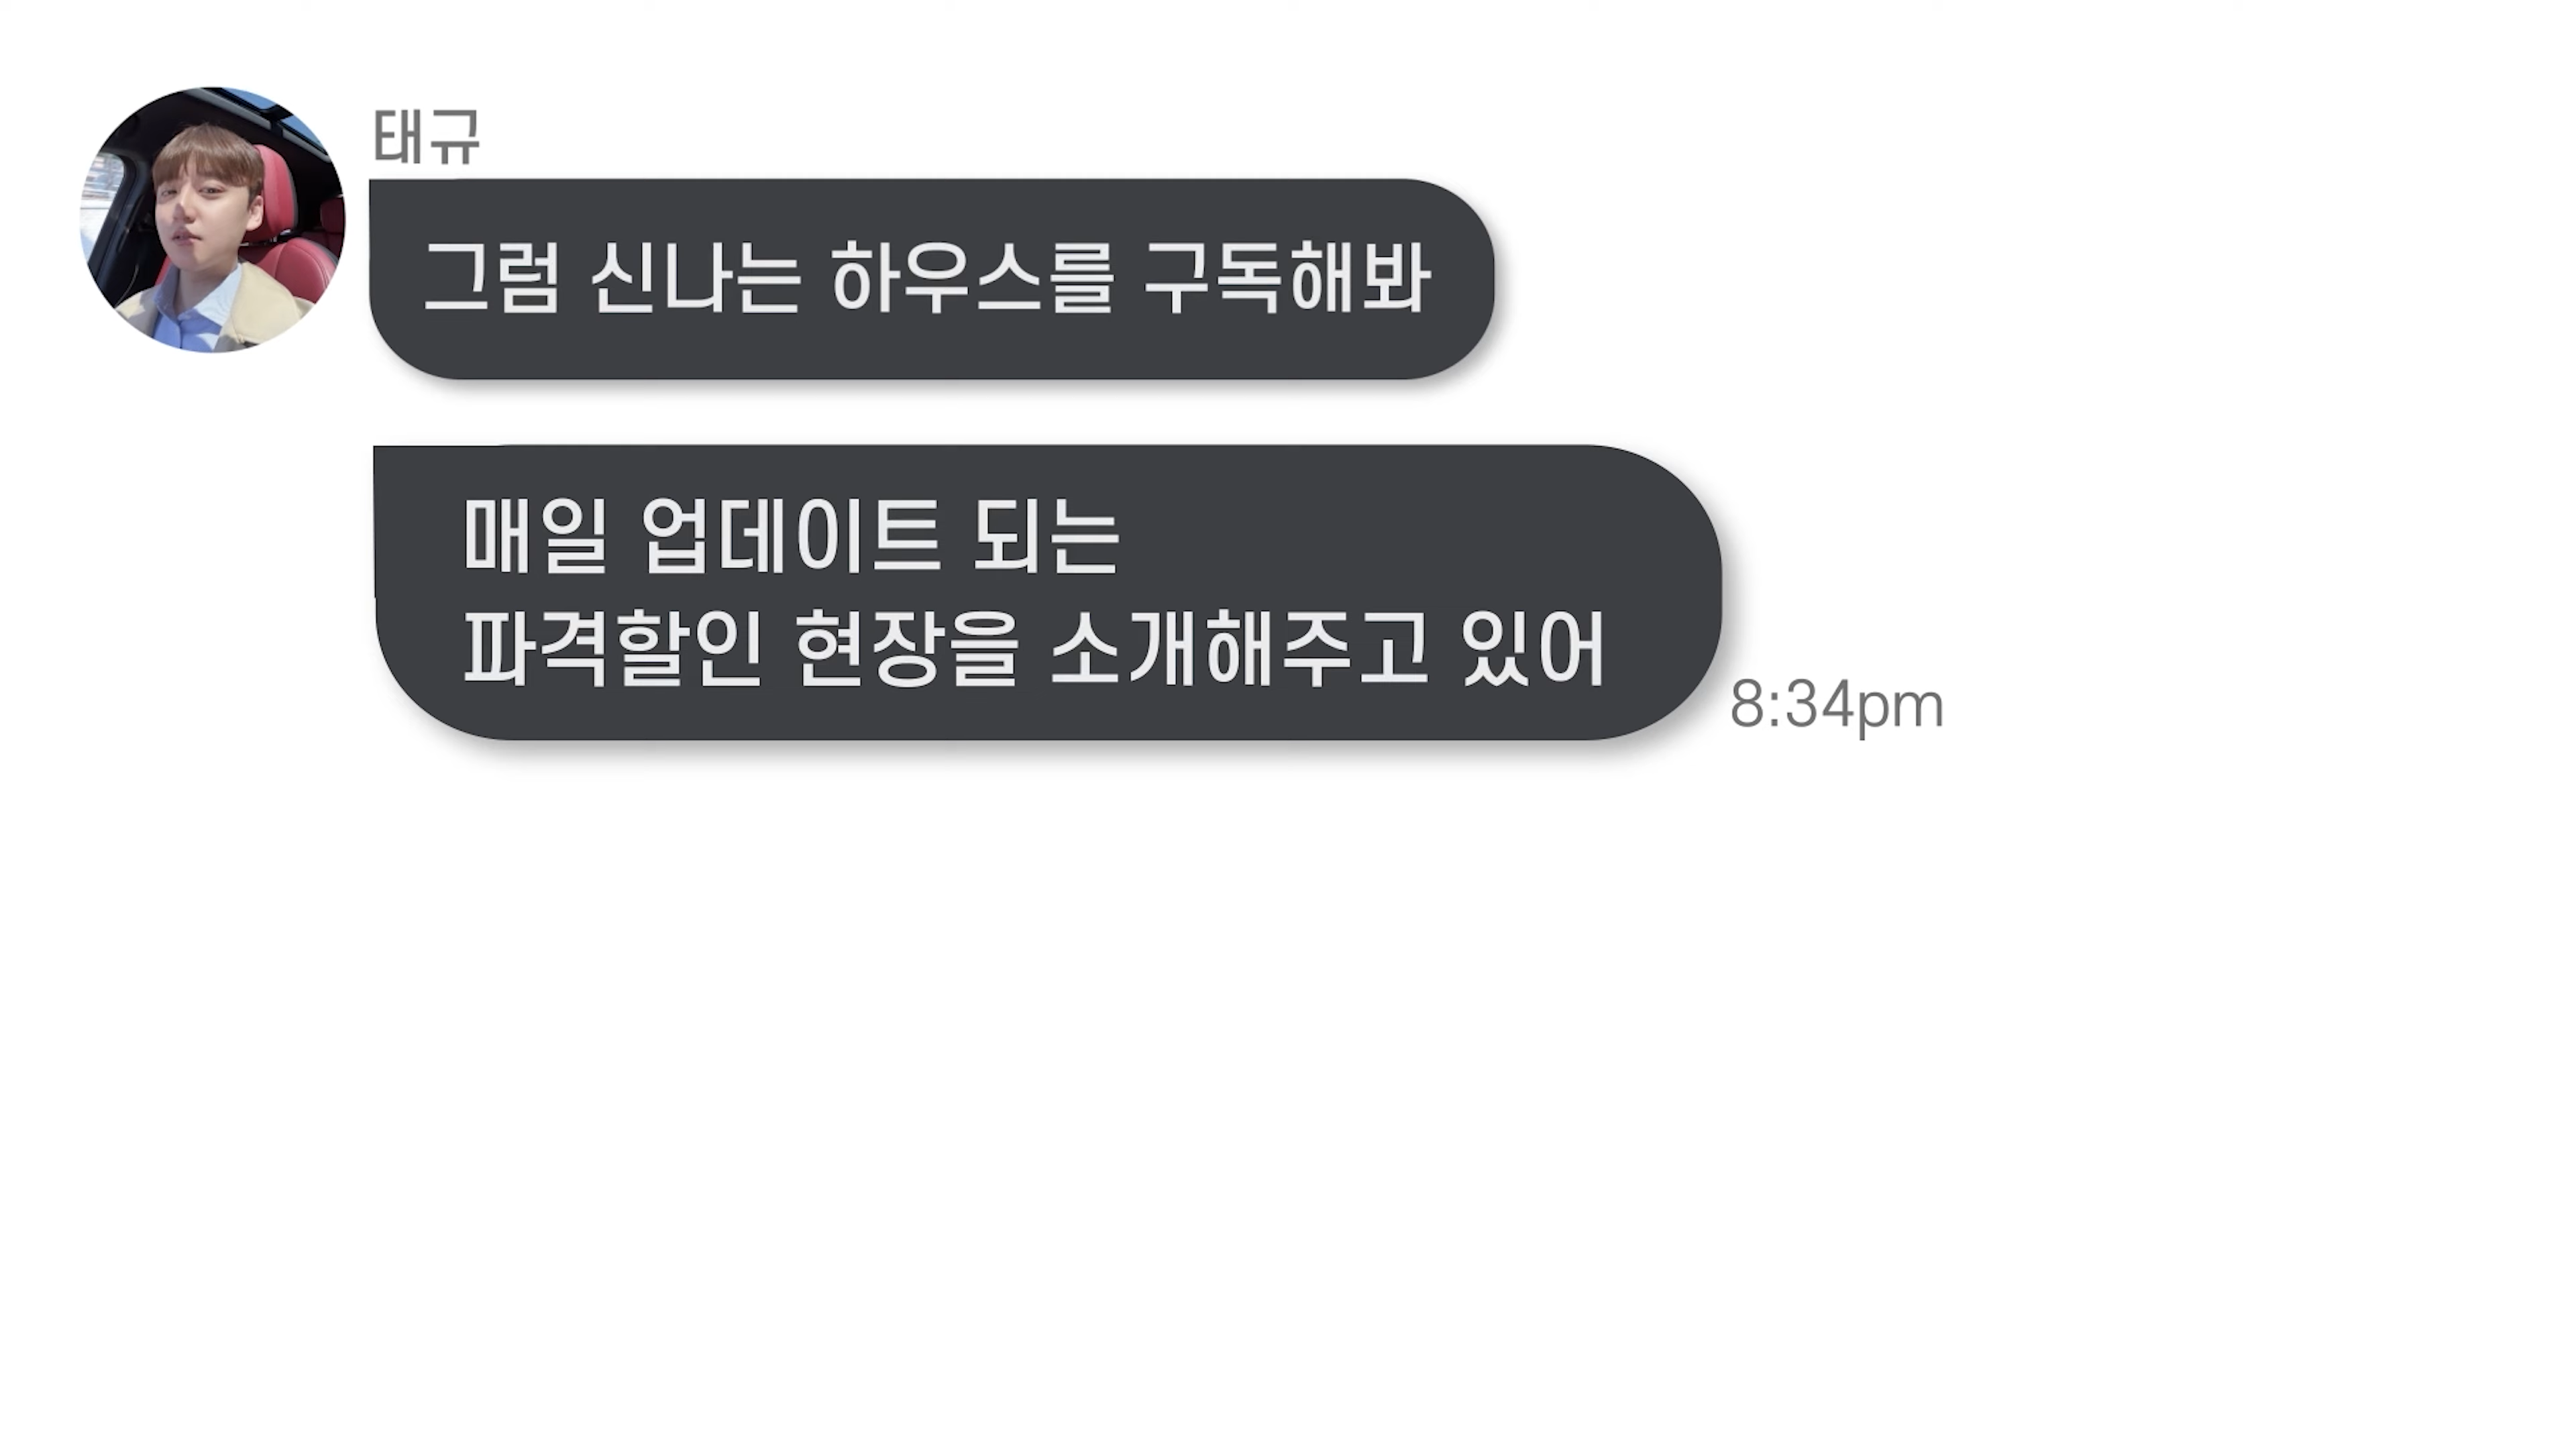 태규
그럼 신나는 하우스를 구독해봐
매일 업데이트 되는
파격할인 현장을 소개해주고 있어
8:34pm